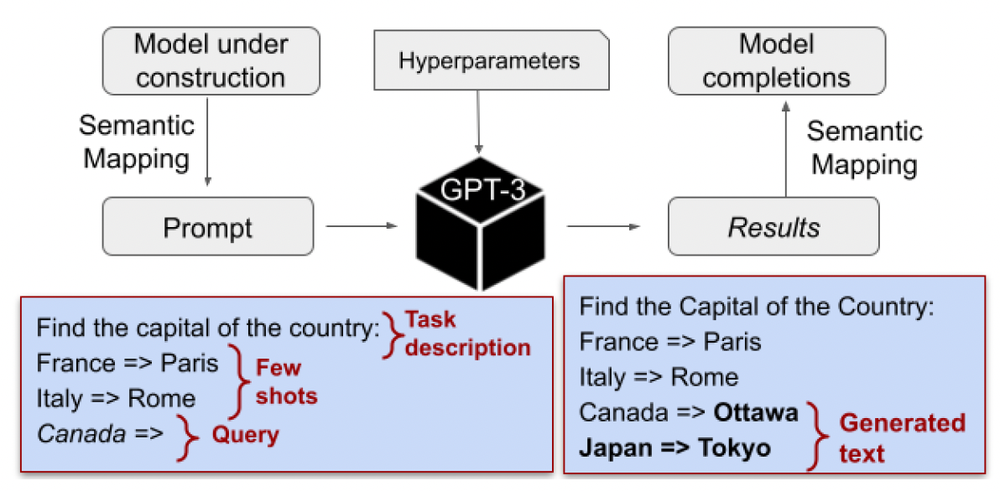 Model under
construction
Hyperparameters
Model
completions
Semantic
Mapping
Semantic
Mapping
GPT-3
Prompt
Results
Find the capital of the country:
Task
description
France => Paris
Italy => Rome
Few
shots
Canada =>
Query
Find the Capital of the Country:
France => Paris
Italy => Rome
Canada => Ottawa
Japan => Tokyo
Generated
text